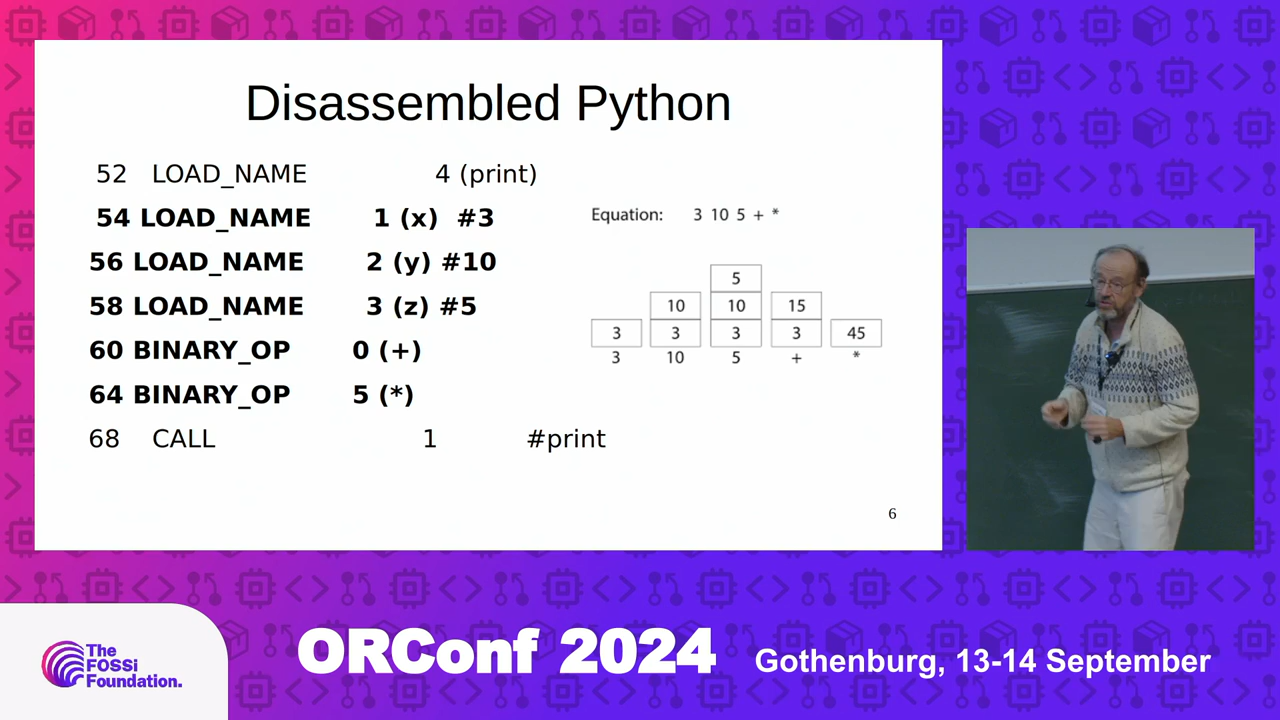 Disassembled Python
52 LOAD_NAME 4 (print)
54 LOAD_NAME 1 (x) #3
56 LOAD_NAME 2 (y) #10
58 LOAD_NAME 3 (z) #5
60 BINARY_OP 0 (+)
64 BINARY_OP 5 (*)
68 CALL 1 #print
Equation: 3 10 5 + *
5
10 10 15
3 3 3 3 45
3 10 5 + *
6
The
FOSSi
Foundation.
ORConf 2024
Gothenburg, 13-14 September